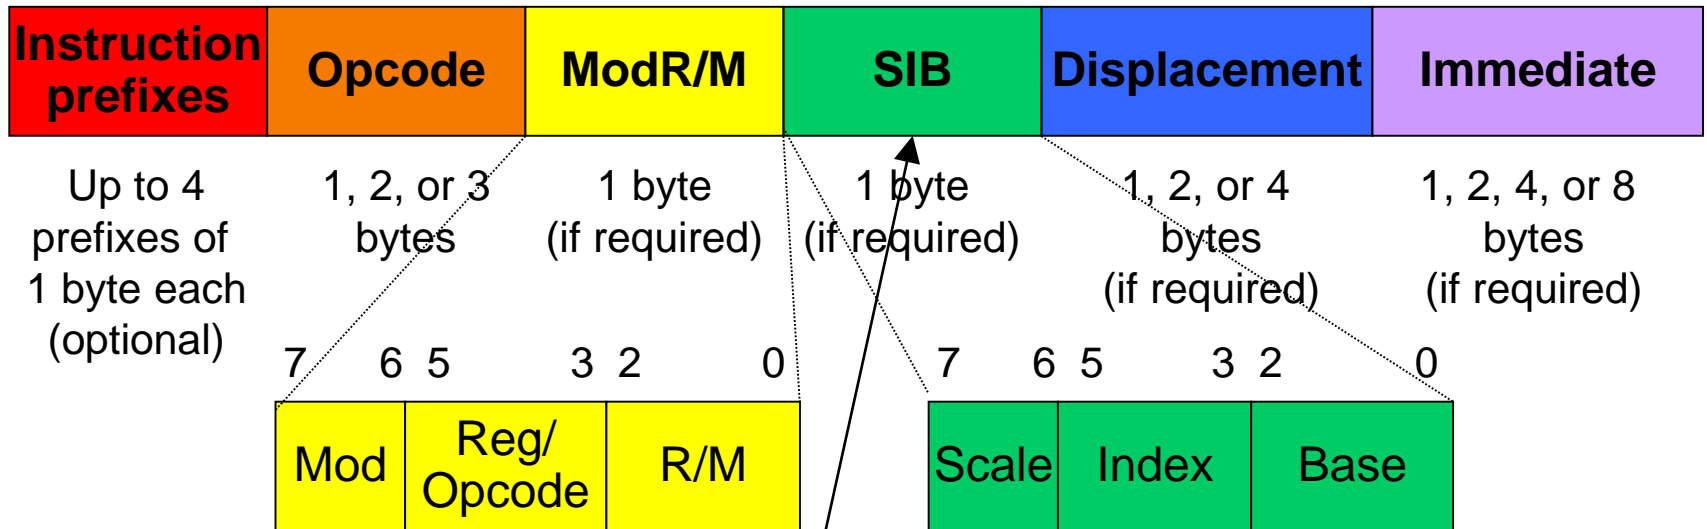 Instruction prefixes
Opcode
ModR/M
SIB
Displacement
Immediate
Up to 4
prefixes of
1 byte each
(optional)
1, 2, or 3
bytes
1 byte
(if required)
1 byte
(if required)
1, 2, or 4
bytes
(if required)
1, 2, 4, or 8
bytes
(if required)
7 6 5 3 2 0
Mod
Reg/
Opcode
R/M
7 6 5 3 2 0
Scale
Index
Base